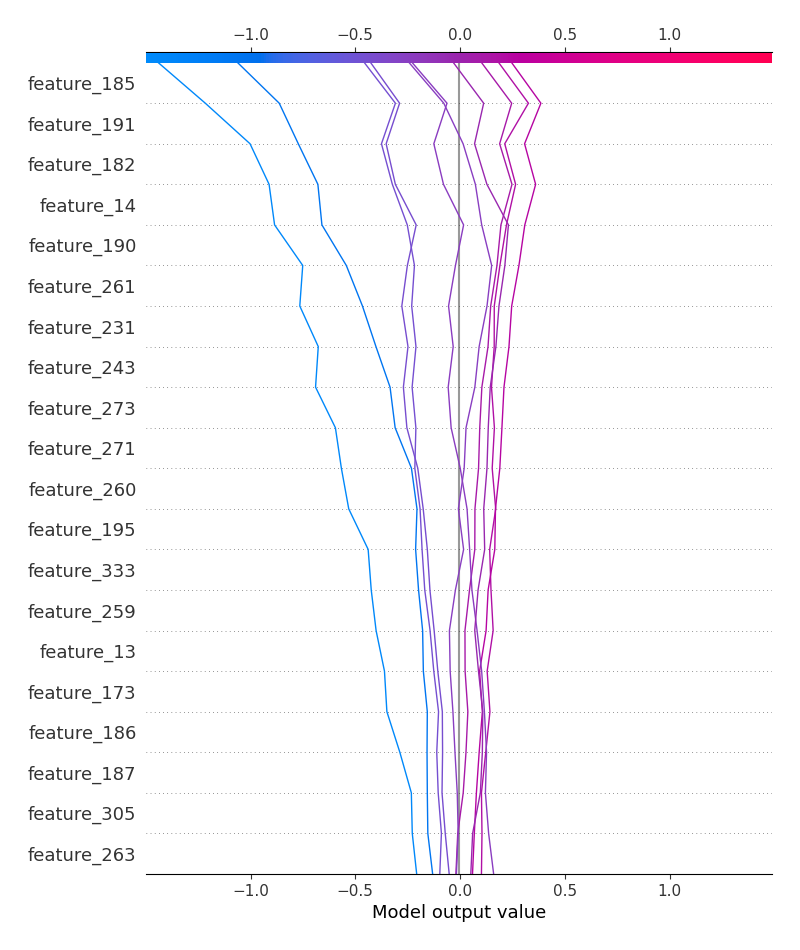 −1.0 −0.5 0.0 0.5 1.0
feature_185
feature_191
feature_182
feature_14
feature_190
feature_261
feature_231
feature_243
feature_273
feature_271
feature_260
feature_195
feature_333
feature_259
feature_13
feature_173
feature_186
feature_187
feature_305
feature_263
−1.0 −0.5 0.0 0.5 1.0
Model output value